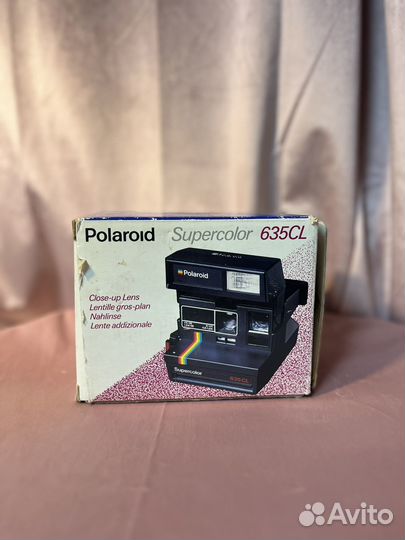 Polaroid Supercolor 635CL
Close-up Lens
Lentille gros-plan
Nahlinse
Lente addizionale
Polaroid
Supercolor 635CL
Avito